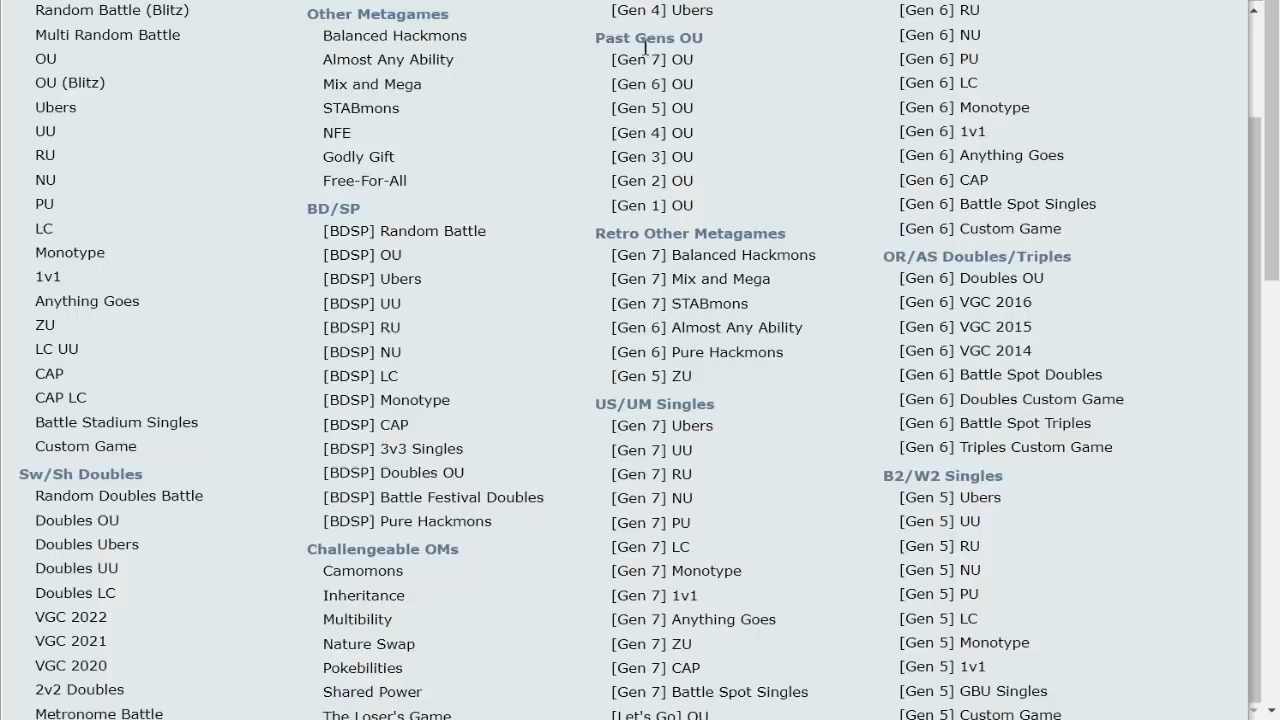 Random Battle (Blitz)
Multi Random Battle
OU
OU (Blitz)
Ubers
UU
RU
NU
PU
LC
Monotype
1v1
Anything Goes
ZU
LC UU
CAP
CAP LC
Battle Stadium Singles
Custom Game
Sw/Sh Doubles
Random Doubles Battle
Doubles OU
Doubles Ubers
Doubles UU
Doubles LC
VGC 2022
VGC 2021
VGC 2020
2v2 Doubles
Metronome Battle
Other Metagames
Balanced Hackmons
Almost Any Ability
Mix and Mega
STABmons
NFE
Godly Gift
Free-For-All
BD/SP
[BDSP] Random Battle
[BDSP] OU
[BDSP] Ubers
[BDSP] UU
[BDSP] RU
[BDSP] NU
[BDSP] LC
[BDSP] Monotype
[BDSP] CAP
[BDSP] 3v3 Singles
[BDSP] Doubles OU
[BDSP] Battle Festival Doubles
[BDSP] Pure Hackmons
Challengeable OMs
Camomons
Inheritance
Multibility
Nature Swap
Pokebilities
Shared Power
The Loser's Game
[Gen 4] Ubers
Past Gens OU
[Gen 7] OU
[Gen 6] OU
[Gen 5] OU
[Gen 4] OU
[Gen 3] OU
[Gen 2] OU
[Gen 1] OU
Retro Other Metagames
[Gen 7] Balanced Hackmons
[Gen 7] Mix and Mega
[Gen 7] STABmons
[Gen 6] Almost Any Ability
[Gen 6] Pure Hackmons
[Gen 5] ZU
US/UM Singles
[Gen 7] Ubers
[Gen 7] UU
[Gen 7] RU
[Gen 7] NU
[Gen 7] PU
[Gen 7] LC
[Gen 7] Monotype
[Gen 7] 1v1
[Gen 7] Anything Goes
[Gen 7] ZU
[Gen 7] CAP
[Gen 7] Battle Spot Singles
[Let's Go] OU
[Gen 6] RU
[Gen 6] NU
[Gen 6] PU
[Gen 6] LC
[Gen 6] Monotype
[Gen 6] 1v1
[Gen 6] Anything Goes
[Gen 6] CAP
[Gen 6] Battle Spot Singles
[Gen 6] Custom Game
OR/AS Doubles/Triples
[Gen 6] Doubles OU
[Gen 6] VGC 2016
[Gen 6] VGC 2015
[Gen 6] VGC 2014
[Gen 6] Battle Spot Doubles
[Gen 6] Doubles Custom Game
[Gen 6] Battle Spot Triples
[Gen 6] Triples Custom Game
B2/W2 Singles
[Gen 5] Ubers
[Gen 5] UU
[Gen 5] RU
[Gen 5] NU
[Gen 5] PU
[Gen 5] LC
[Gen 5] Monotype
[Gen 5] 1v1
[Gen 5] GBU Singles
[Gen 5] Custom Game